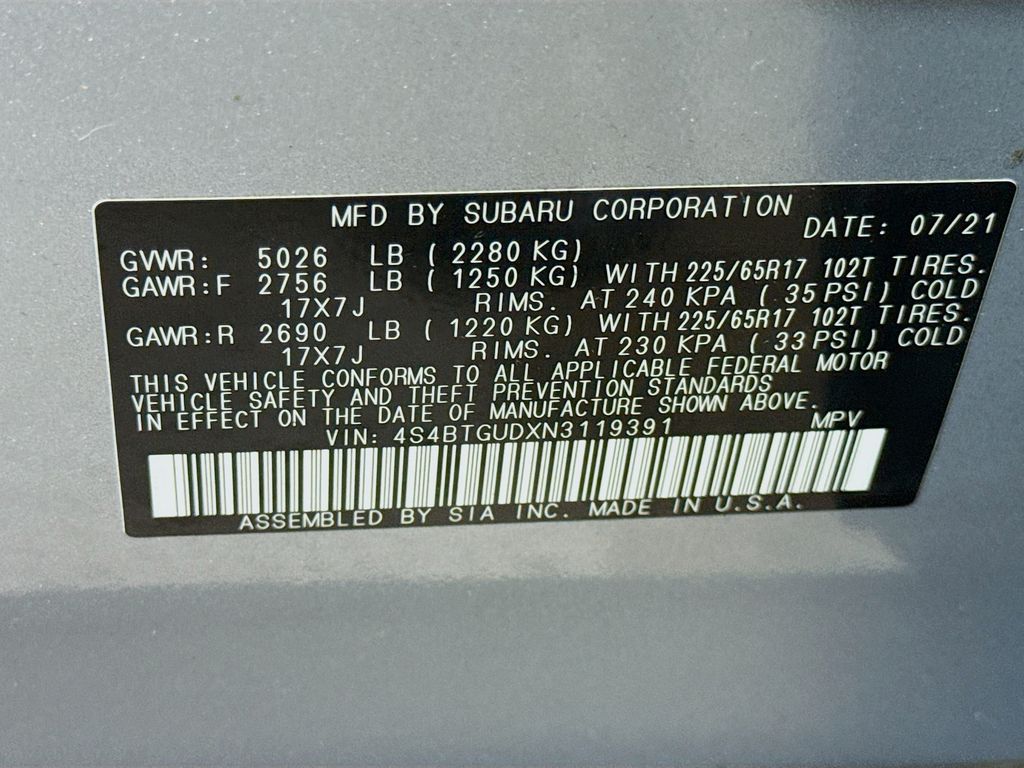 MFD BY SUBARU CORPORATION DATE: 07/21
GVWR: 5026 LB ( 2280 KG)
GAWR:F 2756 LB ( 1250 KG) WITH 225/65R17 102T TIRES.
17X7J RIMS. AT 240 KPA ( 35 PSI) COLD
GAWR:R 2690 LB ( 1220 KG) WITH 225/65R17 102T TIRES.
17X7J RIMS. AT 230 KPA ( 33 PSI) COLD
THIS VEHICLE CONFORMS TO ALL APPLICABLE FEDERAL MOTOR
VEHICLE SAFETY AND THEFT PREVENTION STANDARDS
IN EFFECT ON THE DATE OF MANUFACTURE SHOWN ABOVE.
VIN: 4S4BTGUDXN3119391 MPV
ASSEMBLED BY SIA INC. MADE IN U.S.A.